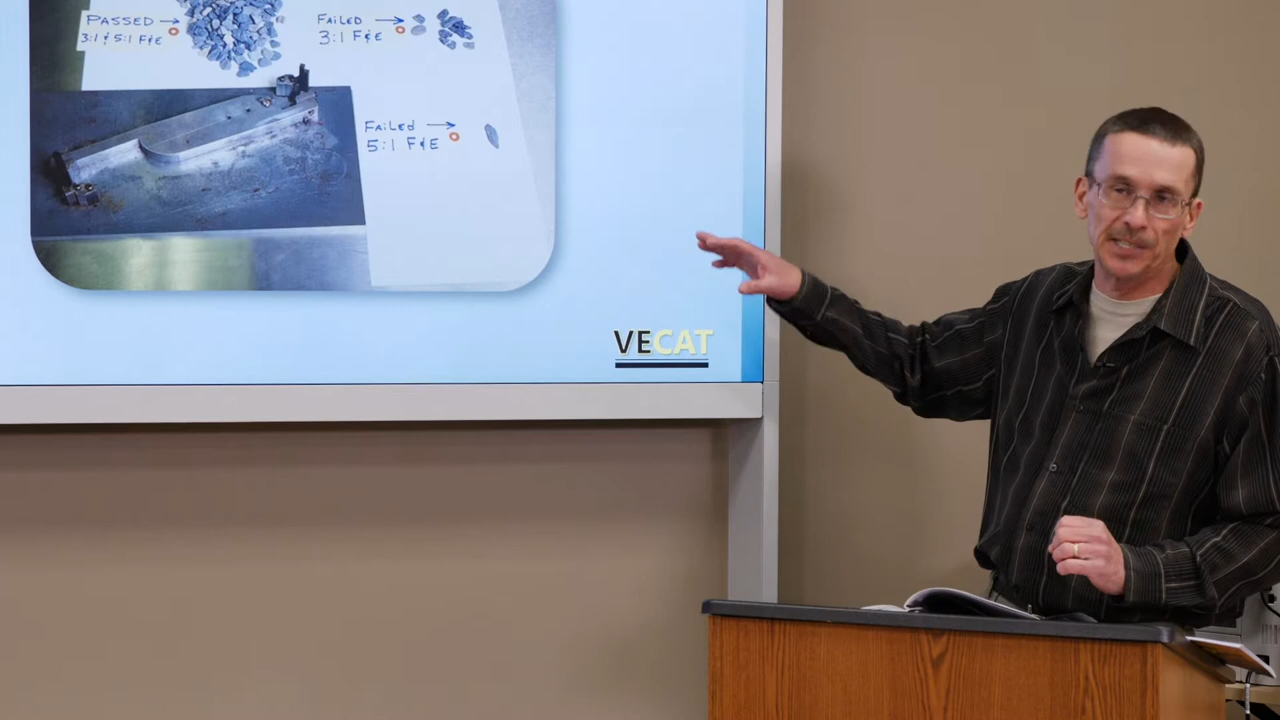 PASSED →
3:1 & 5:1 F&E
FAiLED →
3:1 F&E
FAiLed →
5:1 F&E
VECAT